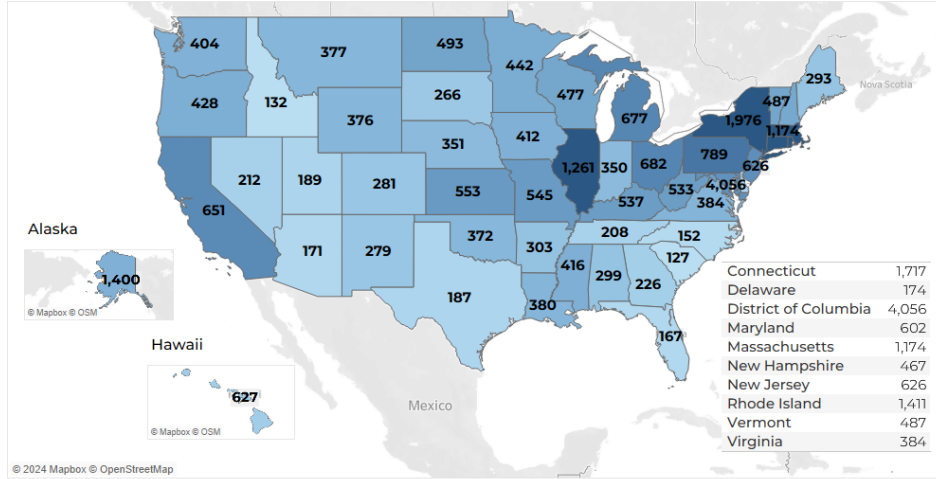 404
377
493
442
293
Nova Scotia
428
132
376
266
477
677
487
1,976
1,174
351
412
1,261
350
682
789
626
212
189
281
553
545
537
533
4,056
384
651
171
279
372
303
208
152
127
187
380
416
299
226
167
Alaska
1,400
© Mapbox © OSM
Hawaii
627
© Mapbox © OSM
Mexico
Connecticut 1,717
Delaware 174
District of Columbia 4,056
Maryland 602
Massachusetts 1,174
New Hampshire 467
New Jersey 626
Rhode Island 1,411
Vermont 487
Virginia 384
© 2024 Mapbox © OpenStreetMap